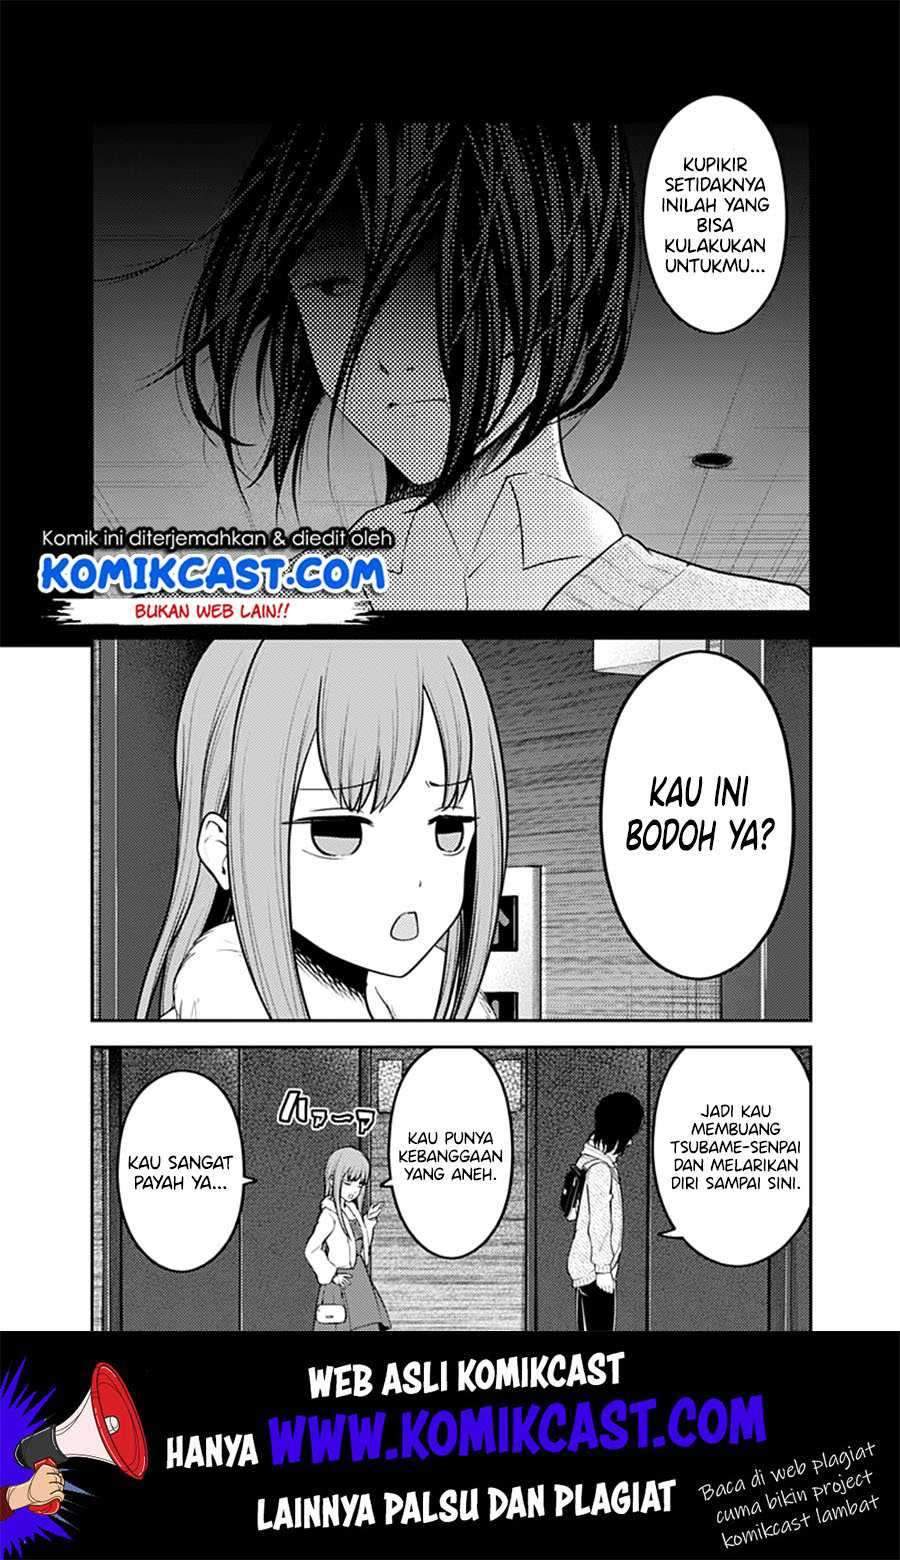 KUPIKIR
SETIDAKNYA
INILAH YANG
BISA
KULAKUKAN
UNTUKMU...
Komik ini diterjemahkan & diedit oleh
KOMIKCAST.COM
BUKAN WEB LAIN!!
KAU INI
BODOH YA?
JADI KAU
MEMBUANG
TSUBAME-SENPAI
DAN MELARIKAN
DIRI SAMPAI SINI.
KAU PUNYA
KEBANGGAAN
YANG ANEH.
ハァーァ
KAU SANGAT
PAYAH YA...
WEB ASLI KOMIKCAST
HANYA WWW.KOMIKCAST.COM
LAINNYA PALSU DAN PLAGIAT
Baca di web plagiat
cuma bikin project
komikcast lambat